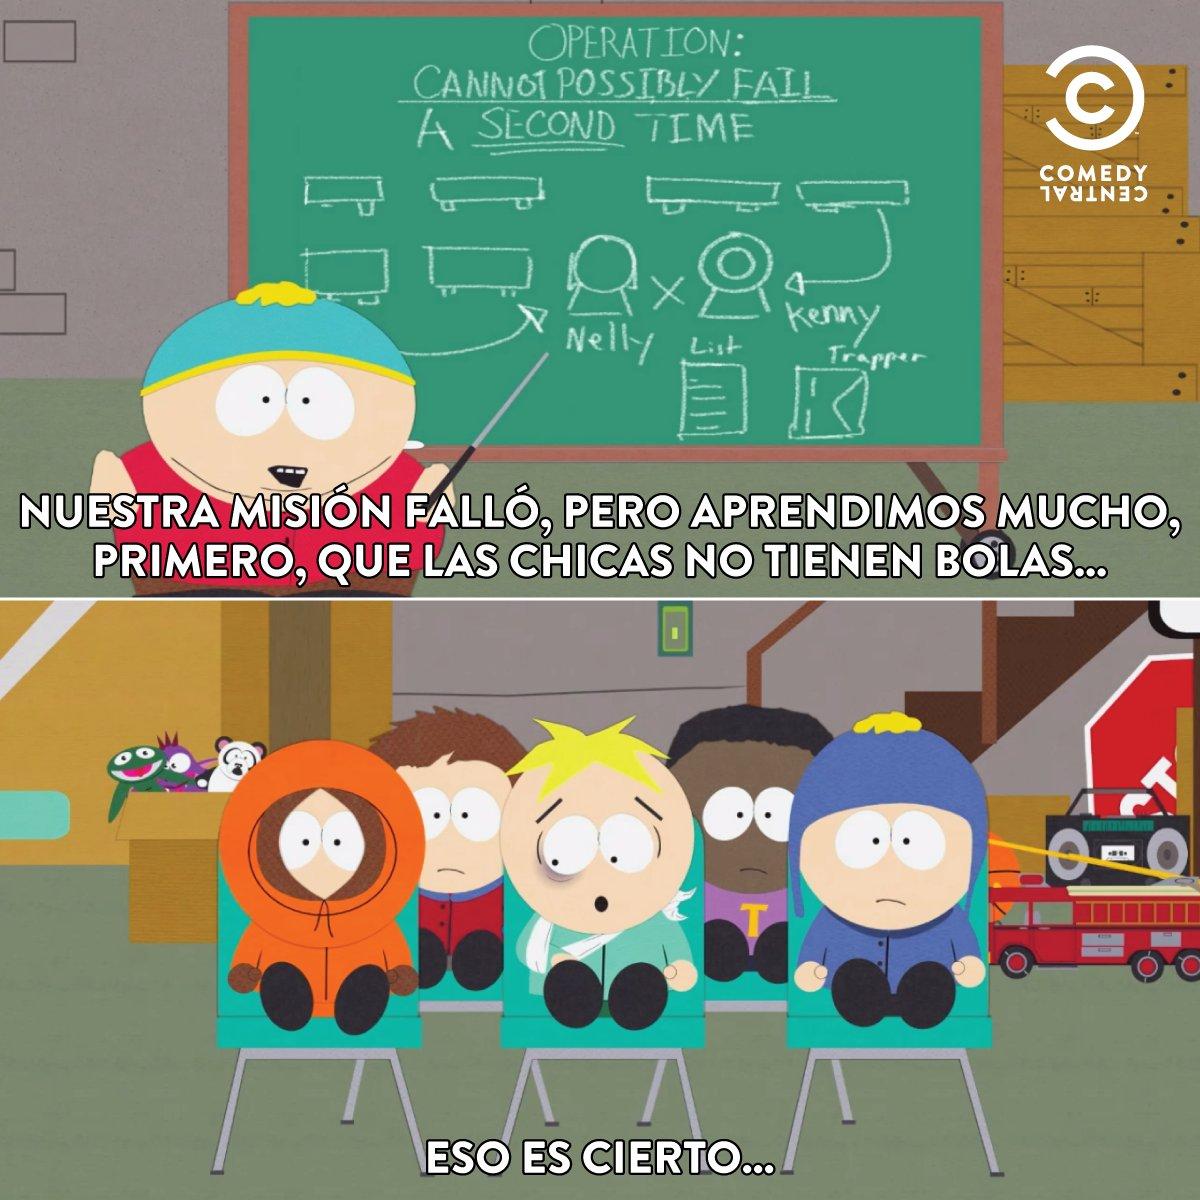 OPERATION:
CANNOT POSSIBLY FAIL
A SECOND TIME
COMEDY
CENTRAL
Nelly
X
Kenny
List
Trapper
K
NUESTRA MISIÓN FALLÓ, PERO APRENDIMOS MUCHO,
PRIMERO, QUE LAS CHICAS NO TIENEN BOLAS...
T
ST
ESO ES CIERTO...